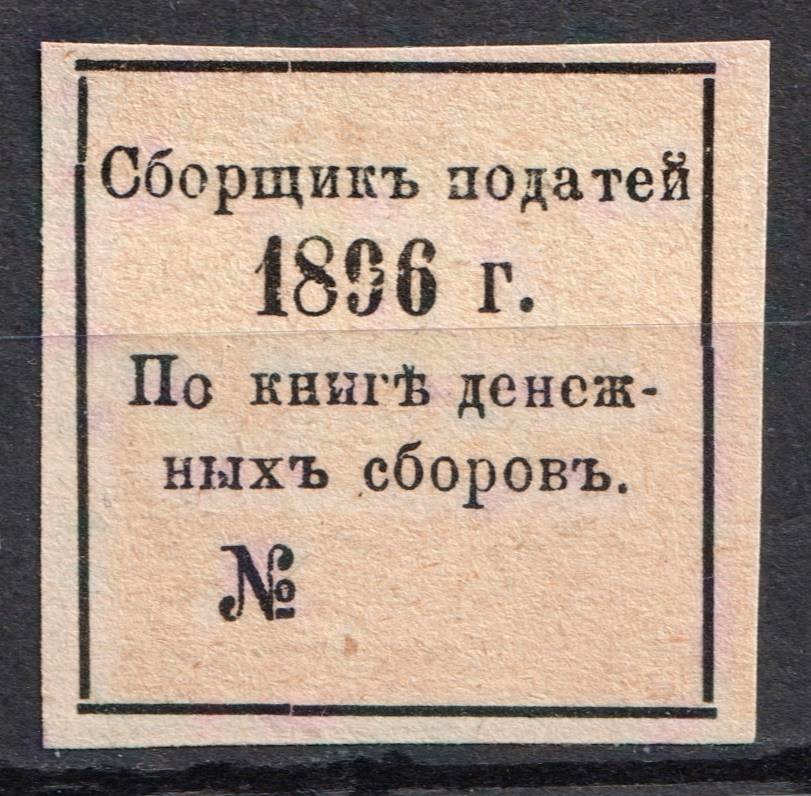 Сборщикъ податей
1896 г.
По книгѣ денеж-
ныхъ сборовъ.
№